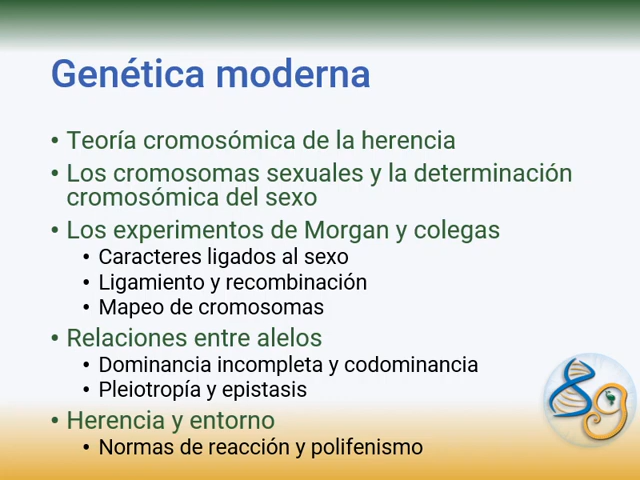 Genética moderna
• Teoría cromosómica de la herencia
• Los cromosomas sexuales y la determinación
cromosómica del sexo
• Los experimentos de Morgan y colegas
• Caracteres ligados al sexo
• Ligamiento y recombinación
• Mapeo de cromosomas
• Relaciones entre alelos
• Dominancia incompleta y codominancia
• Pleiotropía y epistasis
• Herencia y entorno
• Normas de reacción y polifenismo